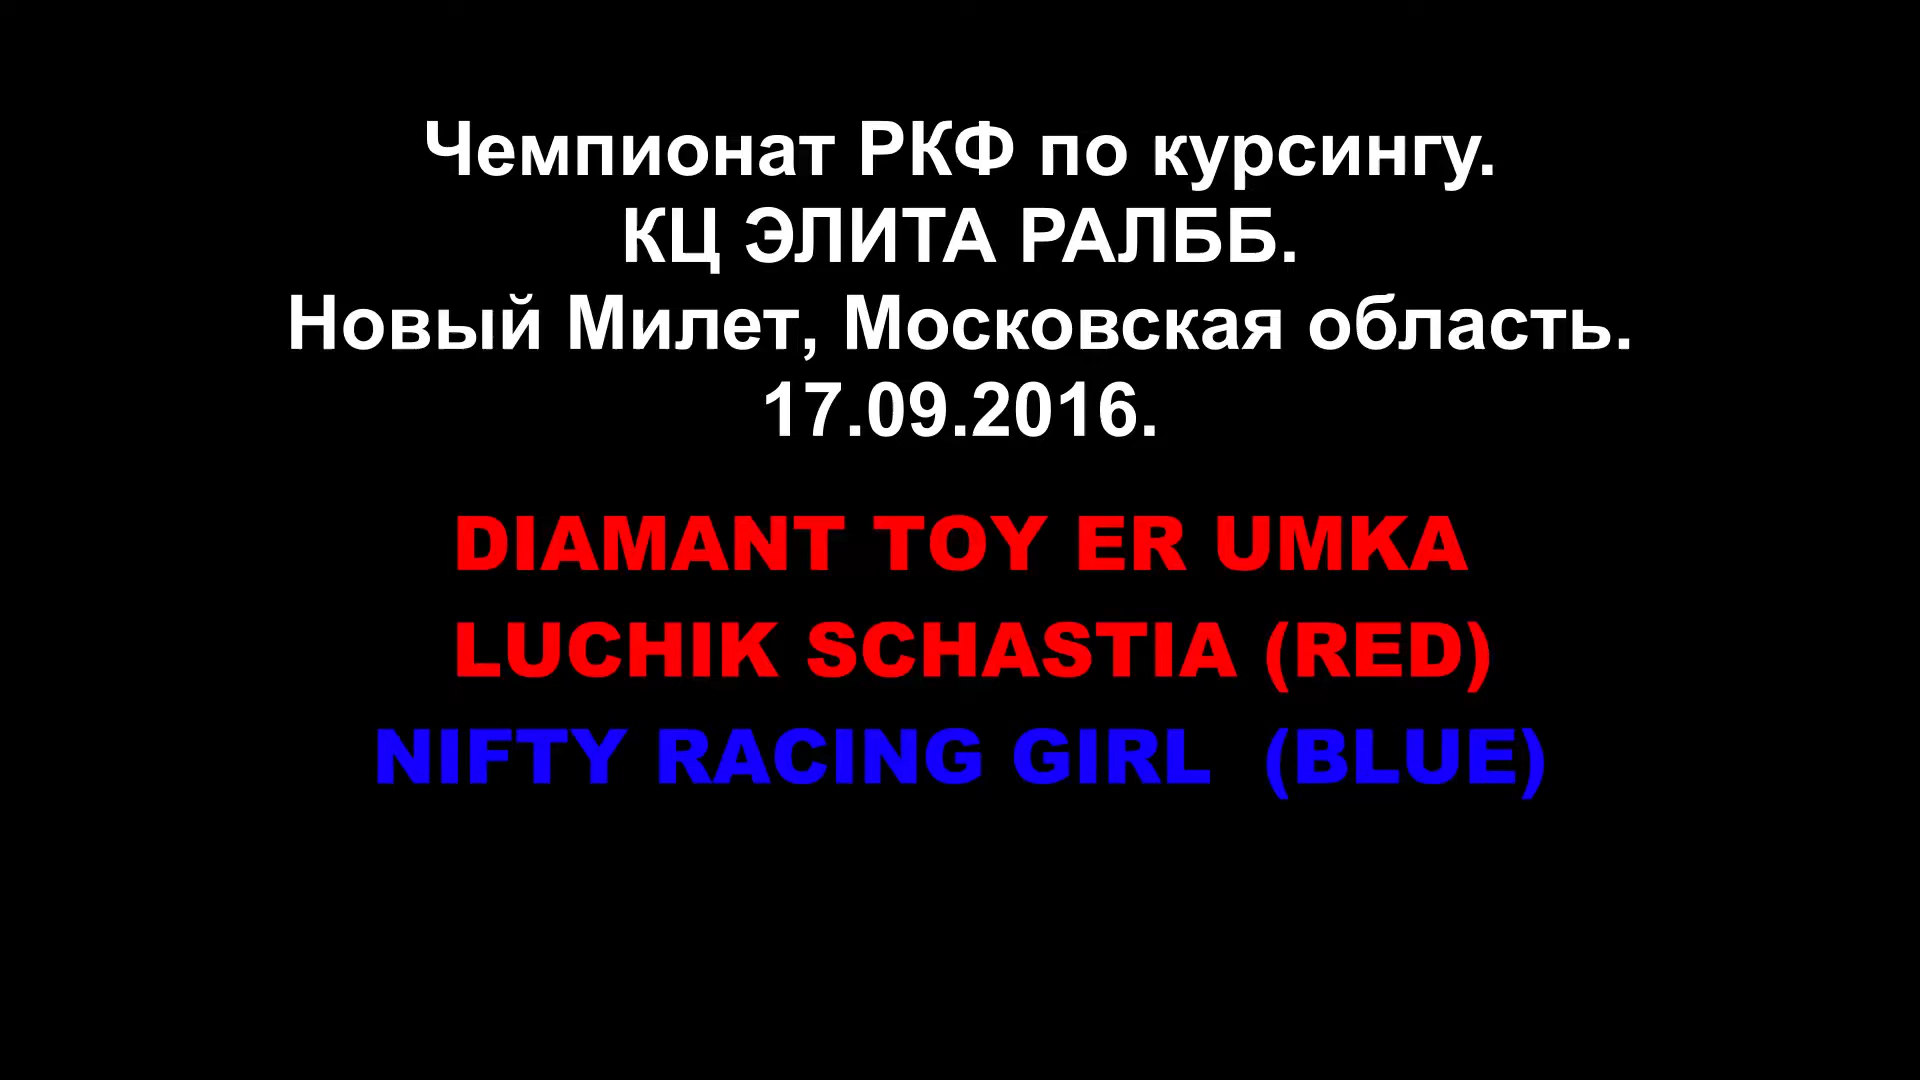 Чемпионат РКФ по курсингу.
КЦ ЭЛИТА РАЛББ.
Новый Милет, Московская область.
17.09.2016.
DIAMANT TOY ER UMKA
LUCHIK SCHASTIA (RED)
NIFTY RACING GIRL  (BLUE)